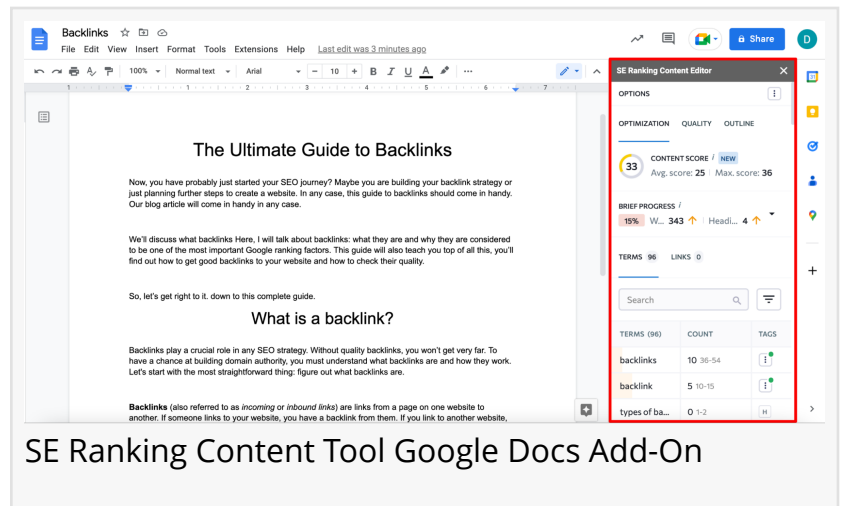 Backlinks
File Edit View Insert Format Tools Extensions Help Last edit was 3 minutes ago
Share
D
100% Normal text Arial − 10 + B I U A
1 1 2 3 4 5 6 7
The Ultimate Guide to Backlinks
Now, you have probably just started your SEO journey? Maybe you are building your backlink strategy or
just planning further steps to create a website. In any case, this guide to backlinks should come in handy.
Our blog article will come in handy in any case.
We'll discuss what backlinks Here, I will talk about backlinks: what they are and why they are considered
to be one of the most important Google ranking factors. This guide will also teach you top of all this, you'll
find out how to get good backlinks to your website and how to check their quality.
So, let's get right to it. down to this complete guide.
What is a backlink?
Backlinks play a crucial role in any SEO strategy. Without quality backlinks, you won't get very far. To
have a chance at building domain authority, you must understand what backlinks are and how they work.
Let's start with the most straightforward thing: figure out what backlinks are.
Backlinks (also referred to as incoming or inbound links) are links from a page on one website to
another. If someone links to your website, you have a backlink from them. If you link to another website,
SE Ranking Content Editor
OPTIONS
OPTIMIZATION QUALITY OUTLINE
33
CONTENT SCORE i NEW
Avg. score: 25 Max. score: 36
BRIEF PROGRESS i
15% W... 343 ↑ Headi... 4 ↑
TERMS 96 LINKS 0
Search
TERMS (96) COUNT TAGS
backlinks 10 36-54
backlink 5 10-15
types of ba... 0 1-2 H
SE Ranking Content Tool Google Docs Add-On